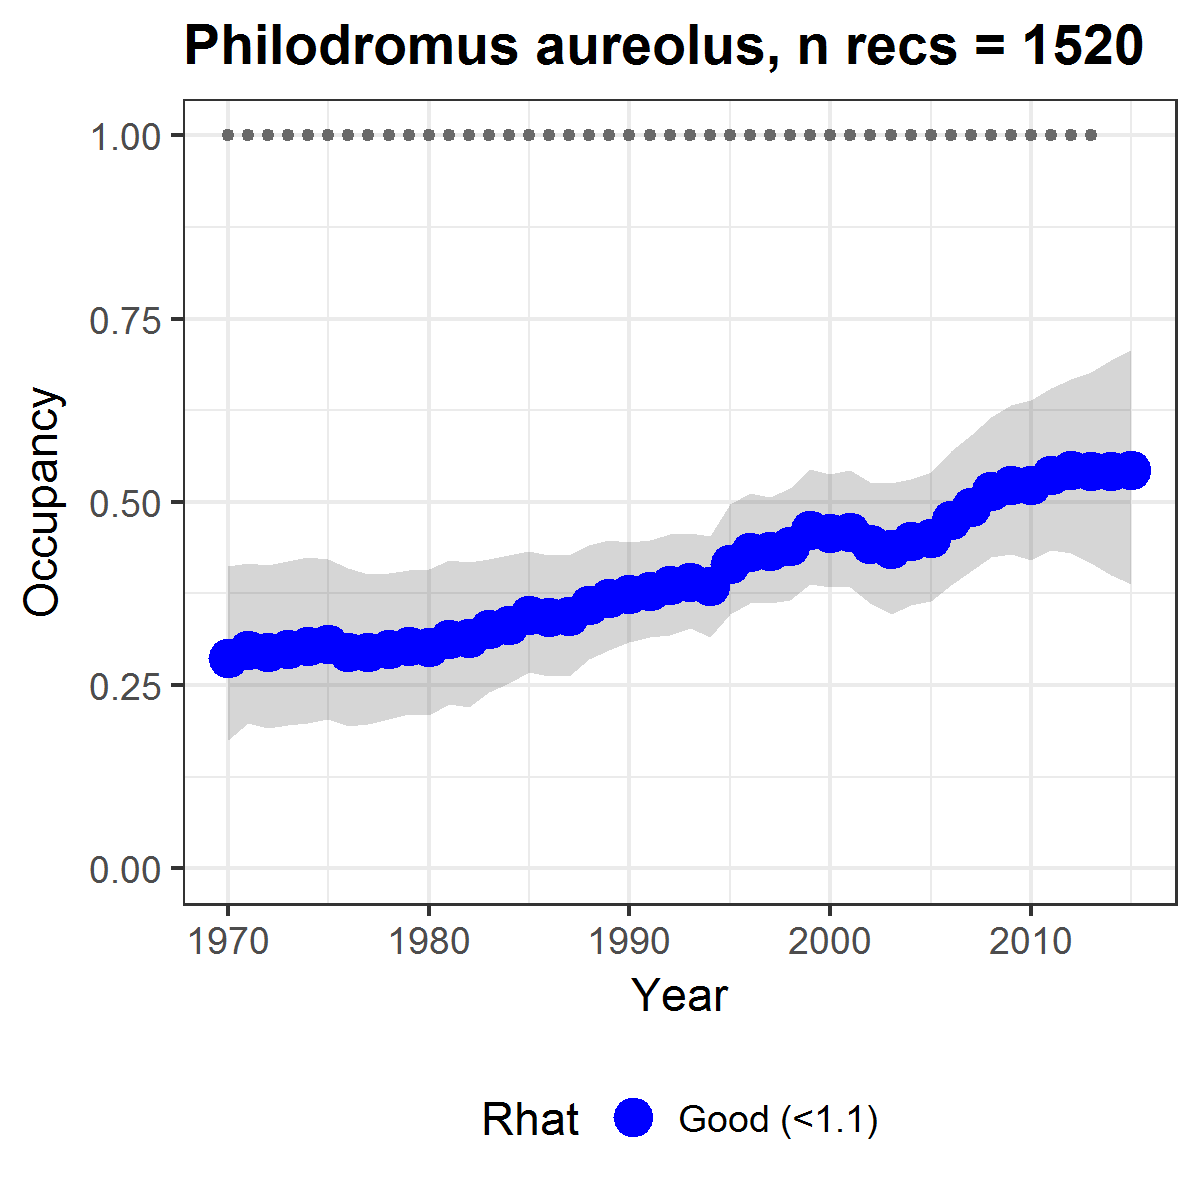 Philodromus aureolus, n recs = 1520
1.00
0.75
0.50
0.25
0.00
Occupancy
1970 1980 1990 2000 2010
Year
Rhat Good (<1.1)